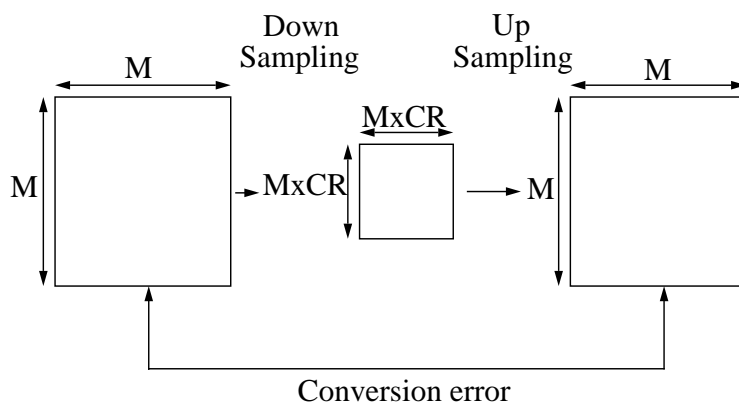 Down
Sampling
Up
Sampling
M
M
MxCR
M
MxCR
M
Conversion error